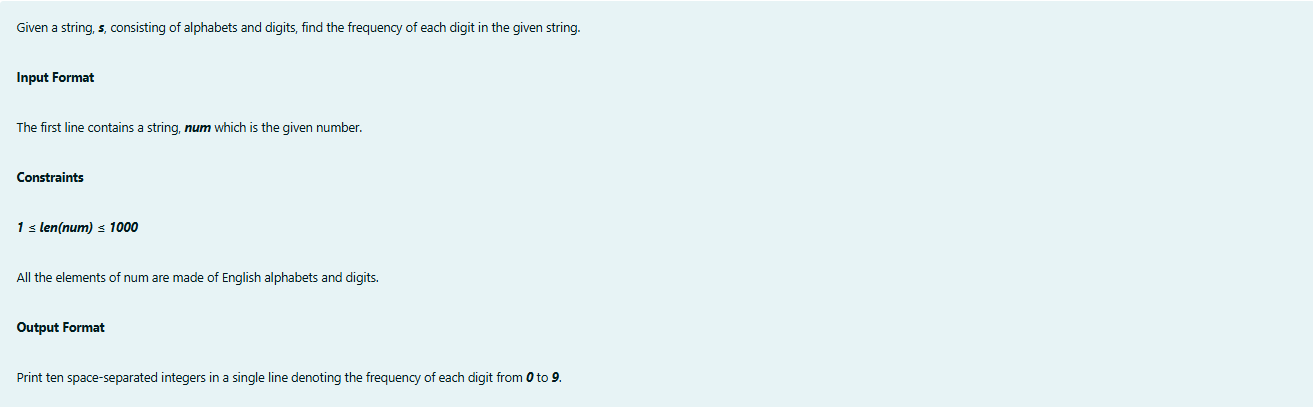 Given a string, s, consisting of alphabets and digits, find the frequency of each digit in the given string.
Input Format
The first line contains a string, num which is the given number.
Constraints
1 ≤ len(num) ≤ 1000
All the elements of num are made of English alphabets and digits.
Output Format
Print ten space-separated integers in a single line denoting the frequency of each digit from 0 to 9.